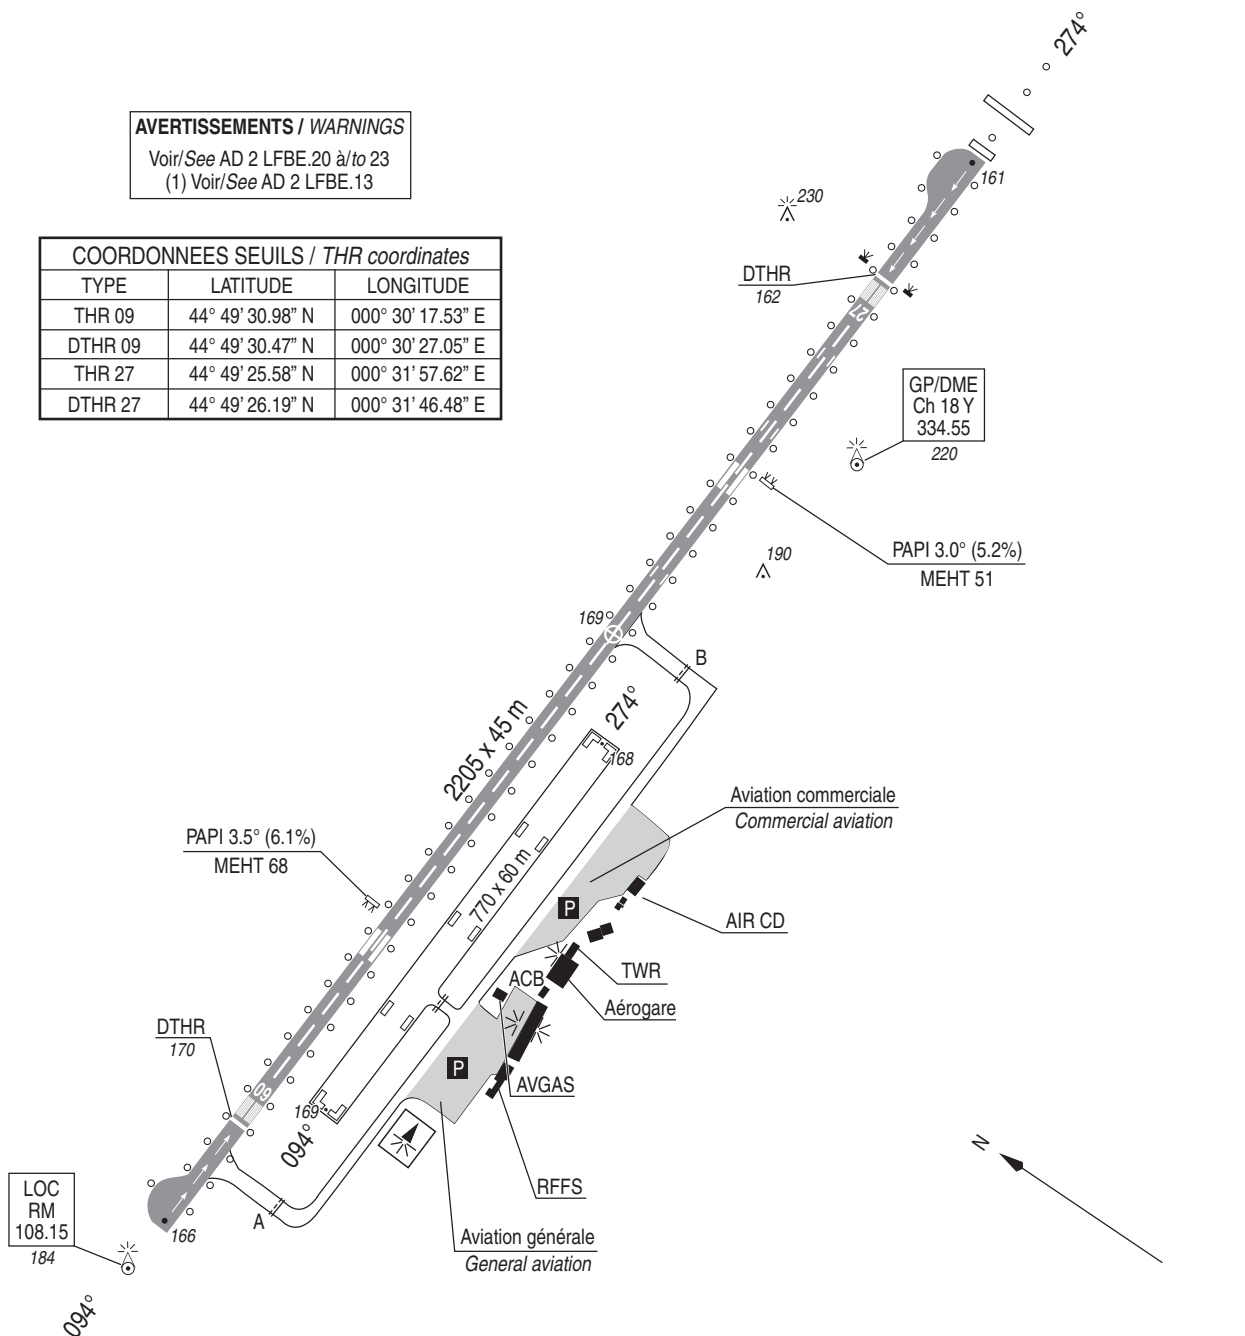 274°
AVERTISSEMENTS / WARNINGS
Voir/See AD 2 LFBE.20 à/to 23
(1) Voir/See AD 2 LFBE.13
161
230
COORDONNEES SEUILS / THR coordinates
TYPE LATITUDE LONGITUDE
THR 09 44° 49' 30.98” N 000° 30' 17.53” E
DTHR 09 44° 49' 30.47” N 000° 30' 27.05” E
THR 27 44° 49' 25.58” N 000° 31' 57.62” E
DTHR 27 44° 49' 26.19” N 000° 31' 46.48” E
DTHR
162
27
GP/DME
Ch 18 Y
334.55
220
PAPI 3.0° (5.2%)
MEHT 51
190
169
B
274°
2205 x 45 m
168
Aviation commerciale
Commercial aviation
PAPI 3.5° (6.1%)
MEHT 68
770 x 60 m
P
AIR CD
TWR
ACB
Aérogare
DTHR
170
P
AVGAS
09
169
094°
N
RFFS
LOC
RM
108.15
184
A
166
Aviation générale
General aviation
094°